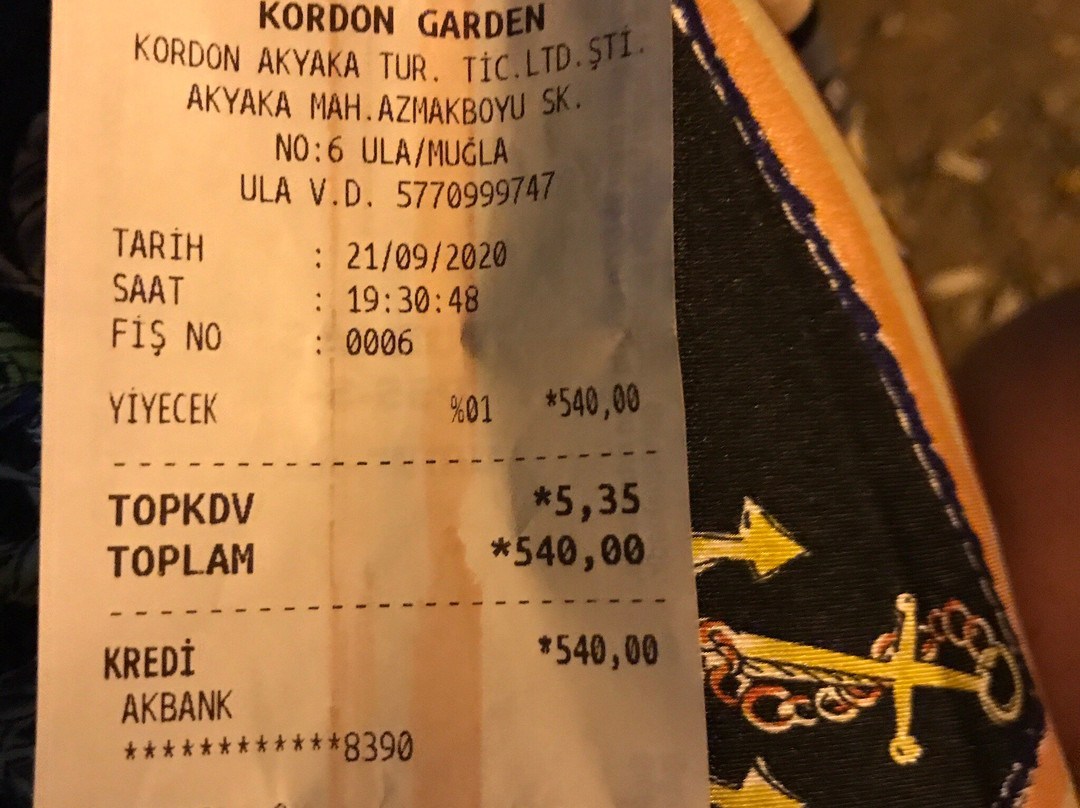 KORDON GARDEN
KORDON AKYAKA TUR. TİC.LTD.ŞTİ.
AKYAKA MAH.AZMAKBOYU SK.
NO:6 ULA/MUĞLA
ULA V.D. 5770999747
TARİH : 21/09/2020
SAAT : 19:30:48
FİŞ NO : 0006
YİYECEK %01 *540,00
TOPKDV *5,35
TOPLAM *540,00
KREDİ *540,00
AKBANK
************8390